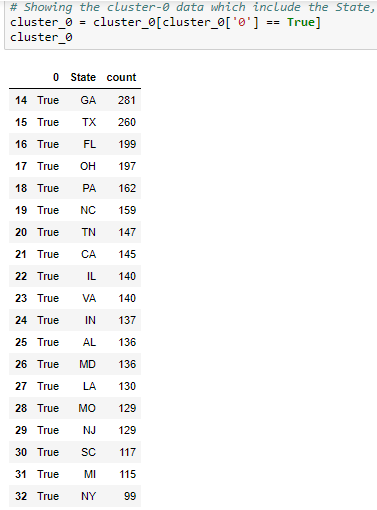 # Showing the cluster-0 data which include the State,
cluster_0 = cluster_0[cluster_0['0'] == True]
cluster_0
0 State count
14 True GA 281
15 True TX 260
16 True FL 199
17 True OH 197
18 True PA 162
19 True NC 159
20 True TN 147
21 True CA 145
22 True IL 140
23 True VA 140
24 True IN 137
25 True AL 136
26 True MD 136
27 True LA 130
28 True MO 129
29 True NJ 129
30 True SC 117
31 True MI 115
32 True NY 99